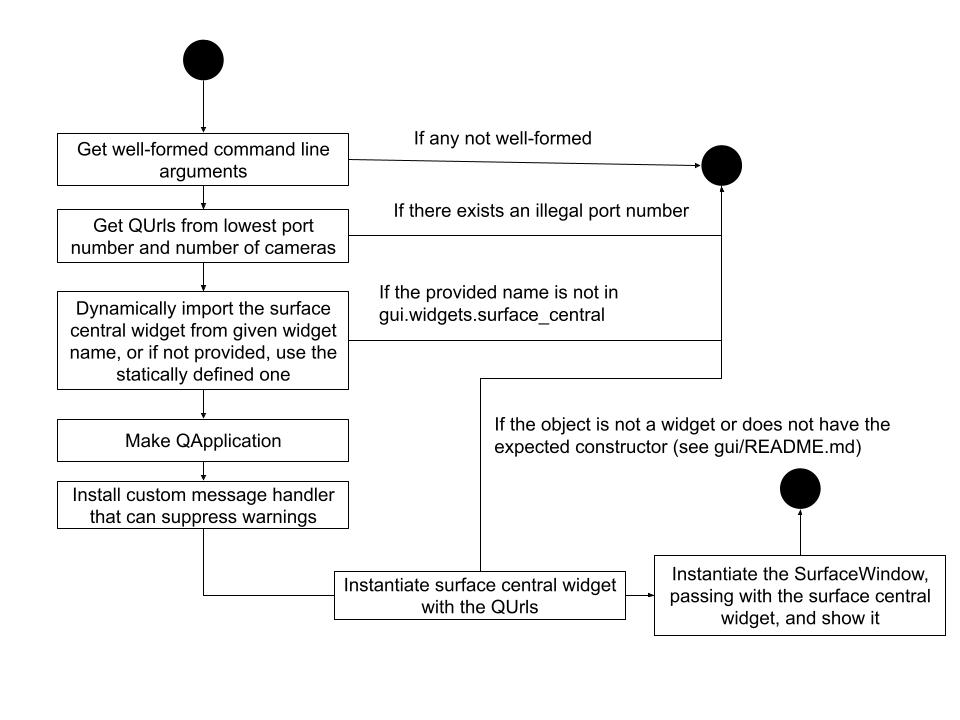 Get well-formed command line
arguments
If any not well-formed
Get QUrls from lowest port
number and number of cameras
If there exists an illegal port number
Dynamically import the surface
central widget from given widget
name, or if not provided, use the
statically defined one
If the provided name is not in
gui.widgets.surface_central
Make QApplication
If the object is not a widget or does not have the
expected constructor (see gui/README.md)
Install custom message handler
that can suppress warnings
Instantiate surface central widget
with the QUrls
Instantiate the SurfaceWindow,
passing with the surface central
widget, and show it